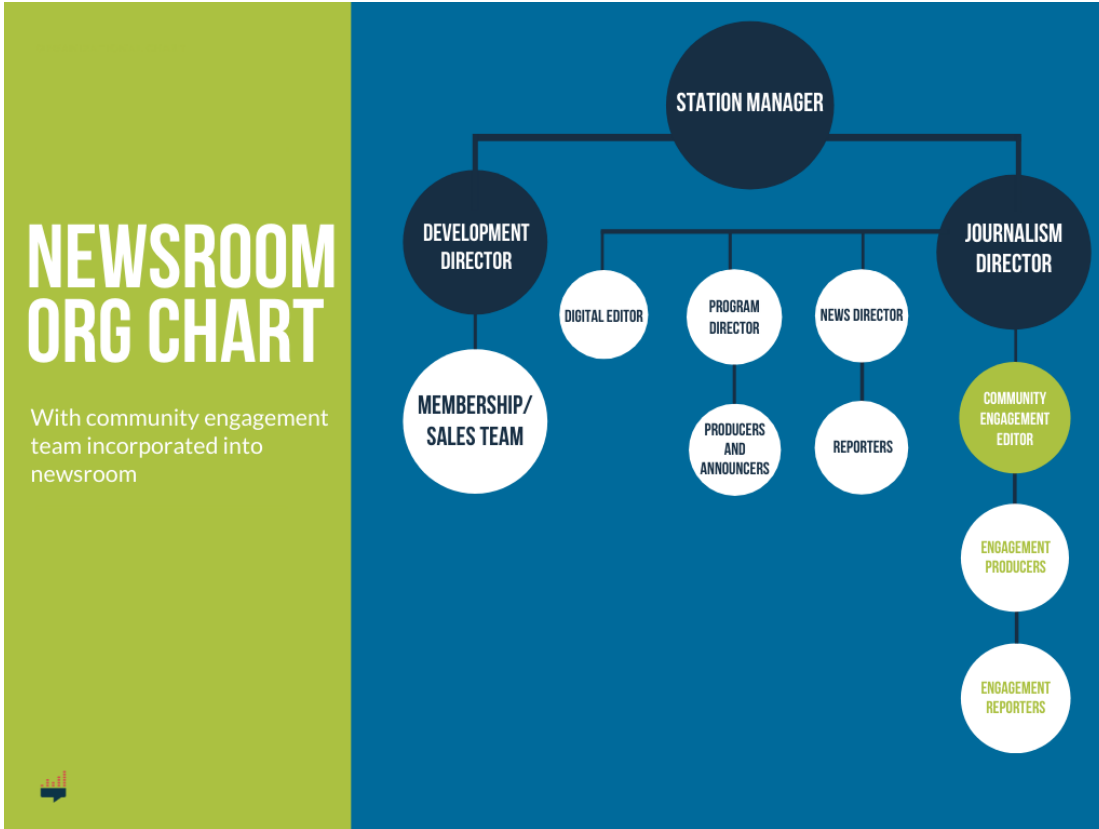 NEWSROOM
ORG CHART
With community engagement
team incorporated into
newsroom
STATION MANAGER
DEVELOPMENT
DIRECTOR
JOURNALISM
DIRECTOR
DIGITAL EDITOR
PROGRAM
DIRECTOR
NEWS DIRECTOR
MEMBERSHIP/
SALES TEAM
PRODUCERS
AND
ANNOUNCERS
REPORTERS
COMMUNITY
ENGAGEMENT
EDITOR
ENGAGEMENT
PRODUCERS
ENGAGEMENT
REPORTERS